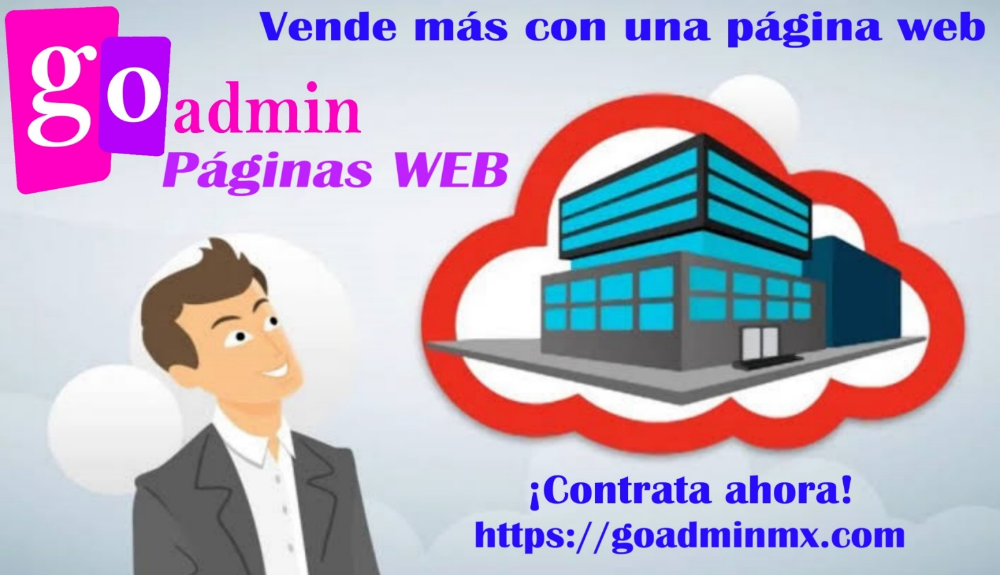 Vende más con una página web
go admin
Páginas WEB
¡Contrata ahora!
https://goadminmx.com